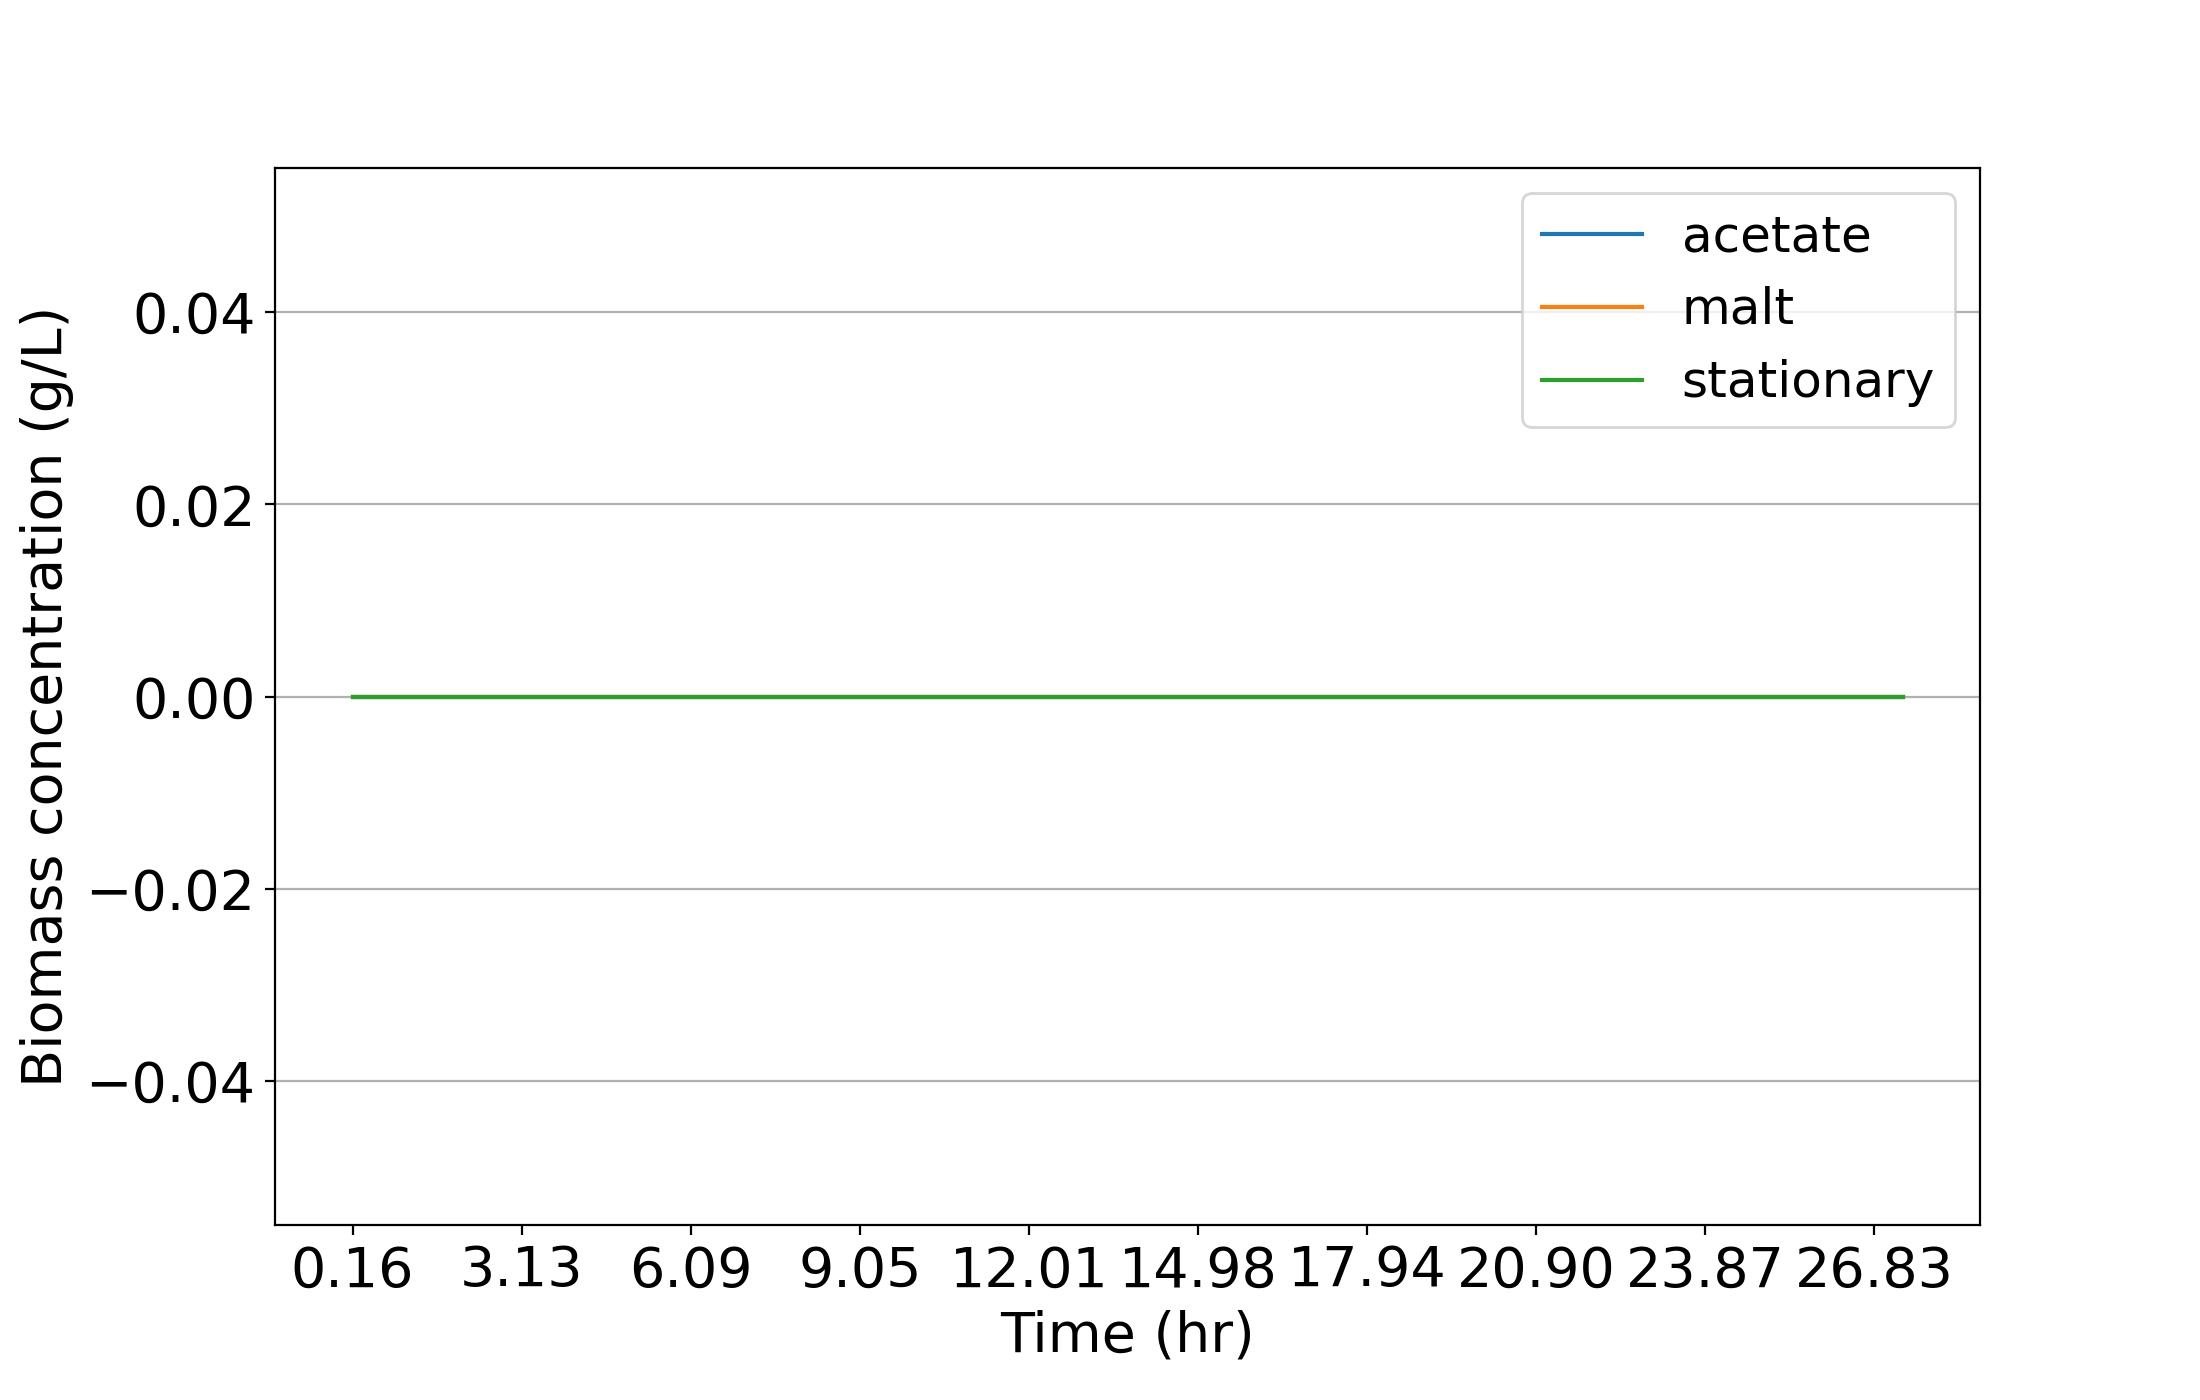 acetate
malt
stationary
0.04
0.02
0.00
−0.02
−0.04
Biomass concentration (g/L)
0.16 3.13 6.09 9.05 12.01 14.98 17.94 20.90 23.87 26.83
Time (hr)